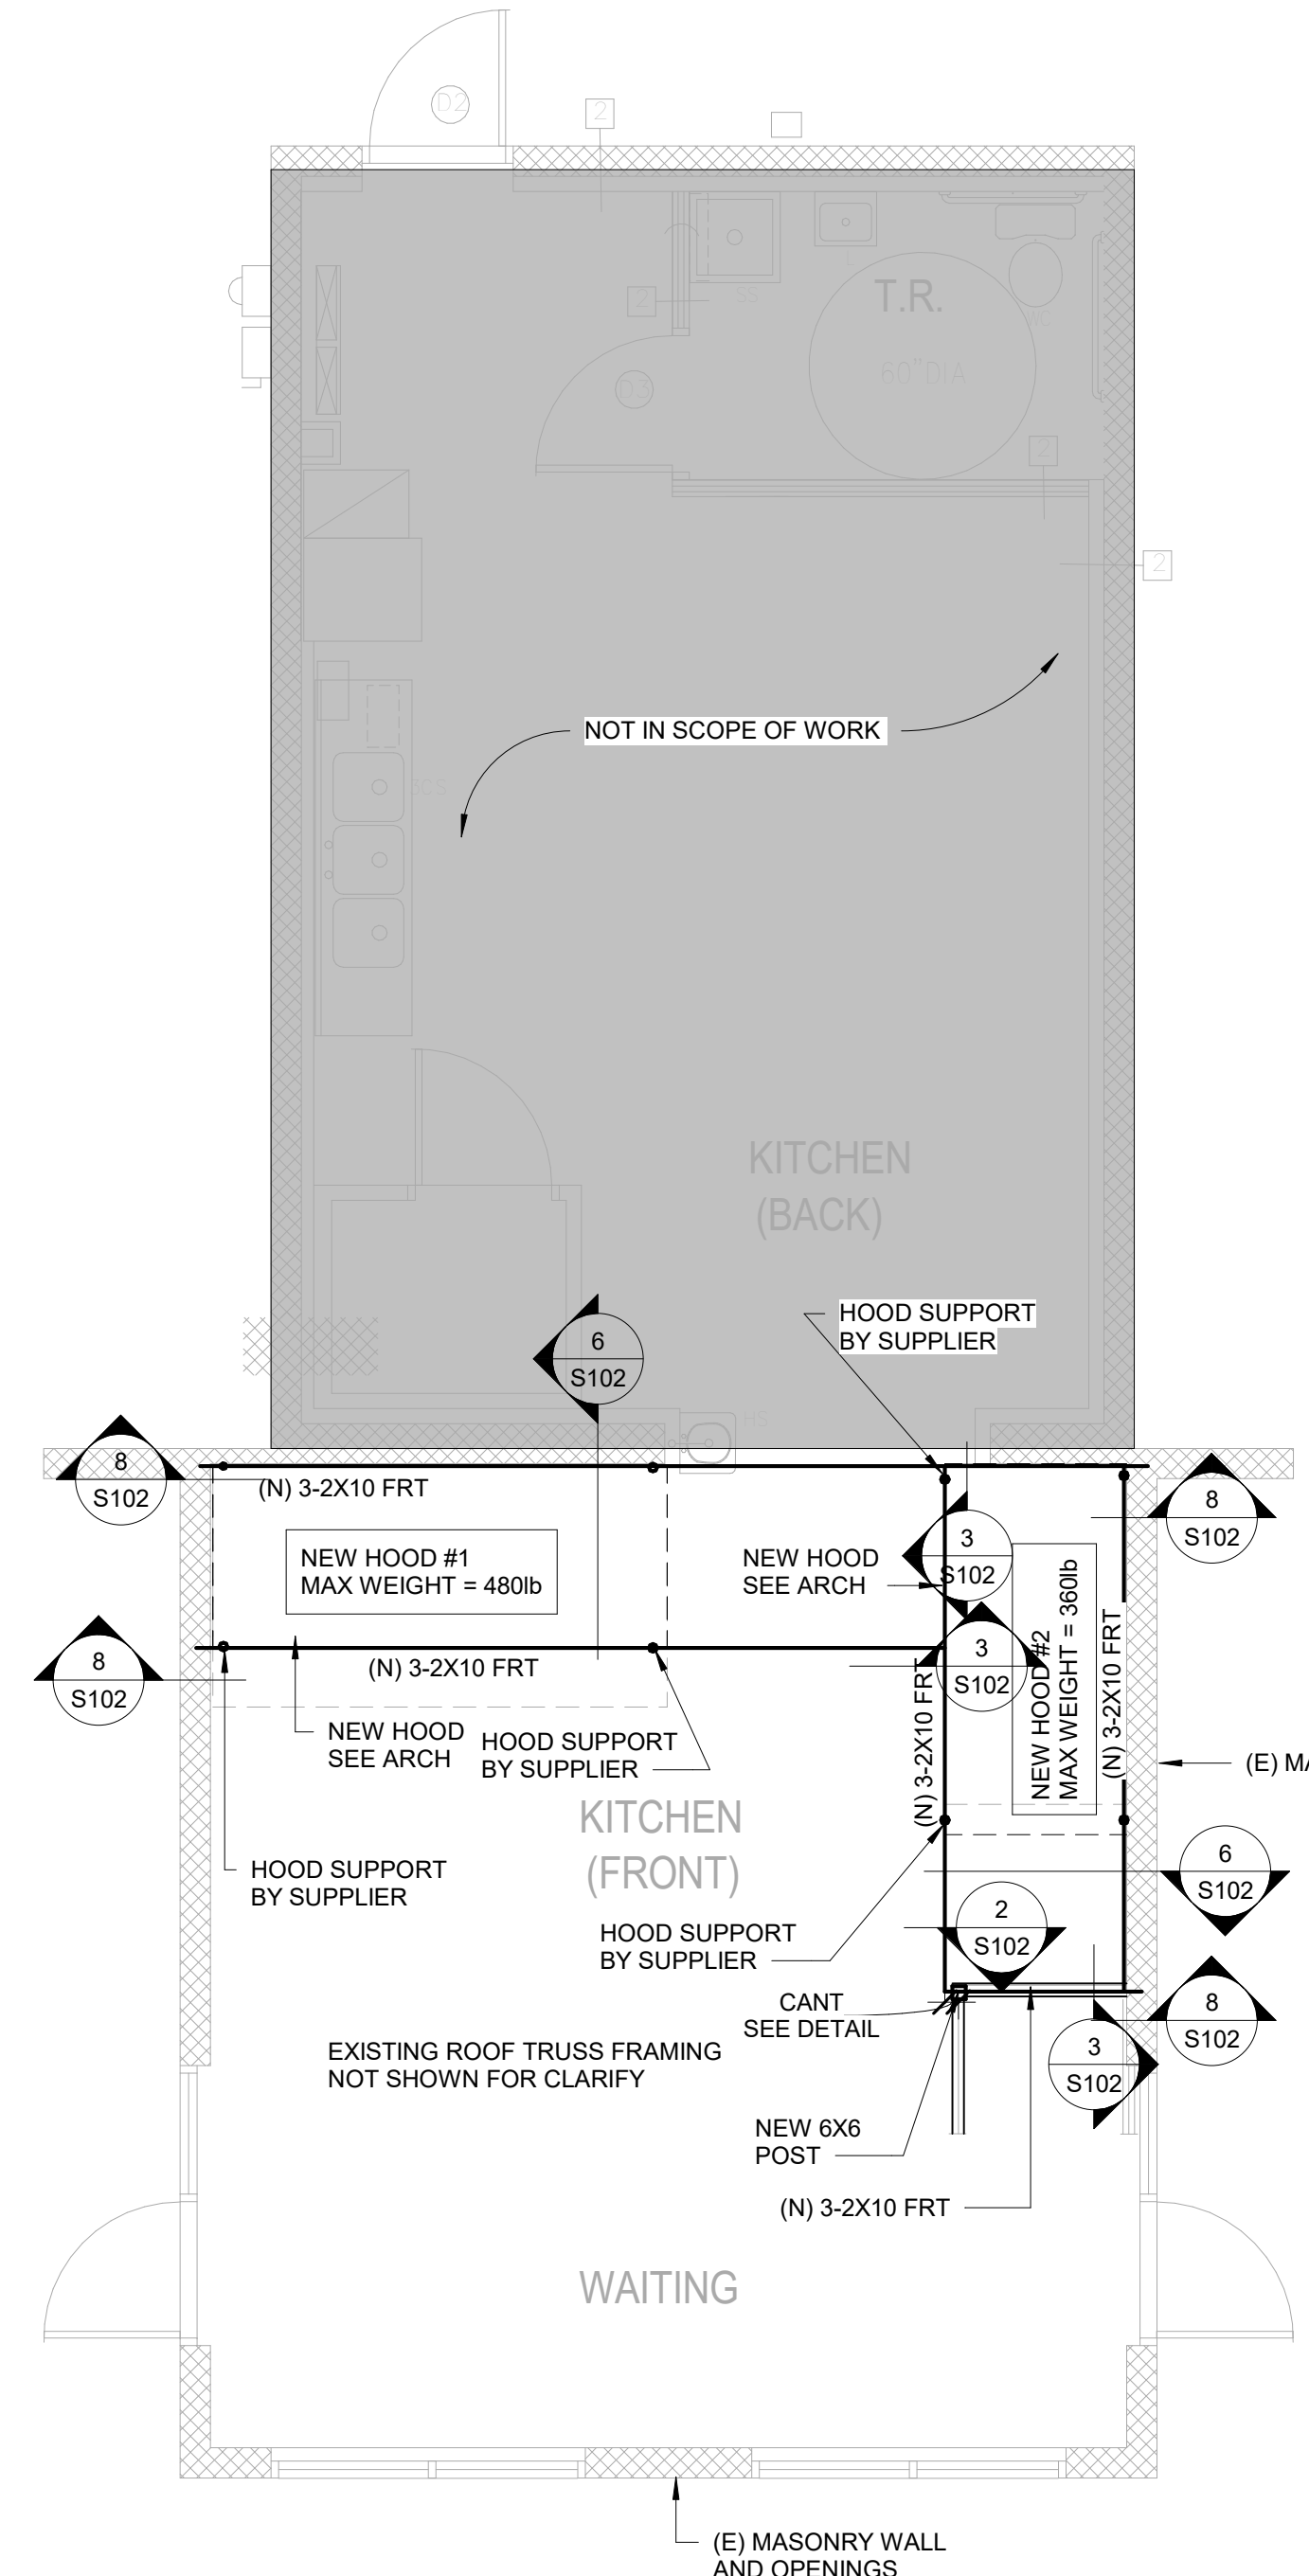 D2
2
SS
L
T.R.
WC
2
60"DIA
D3
2
2
NOT IN SCOPE OF WORK
3CS
KITCHEN
(BACK)
HOOD SUPPORT
BY SUPPLIER
6
S102
HS
8
S102
(N) 3-2X10 FRT
8
S102
NEW HOOD #1
MAX WEIGHT = 480lb
NEW HOOD
SEE ARCH
3
S102
NEW HOOD #2
MAX WEIGHT = 360lb
(N) 3-2X10 FRT
8
S102
(N) 3-2X10 FRT
3
S102
(N) 3-2X10 FRT
NEW HOOD
SEE ARCH
HOOD SUPPORT
BY SUPPLIER
(E) MA
KITCHEN
(FRONT)
HOOD SUPPORT
BY SUPPLIER
6
S102
HOOD SUPPORT
BY SUPPLIER
2
S102
CANT
SEE DETAIL
8
S102
3
S102
EXISTING ROOF TRUSS FRAMING
NOT SHOWN FOR CLARIFY
NEW 6X6
POST
(N) 3-2X10 FRT
WAITING
(E) MASONRY WALL
AND OPENINGS